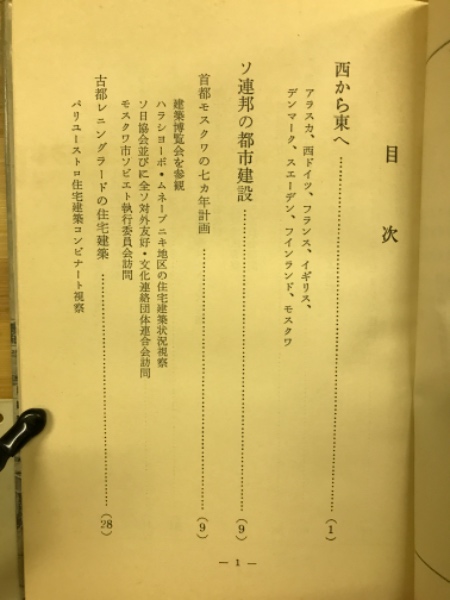 目次
西から東へ……………………(1)
アラスカ、西ドイツ、フランス、イギリス、
デンマーク、スエーデン、フインランド、モスクワ
ソ連邦の都市建設……………………(9)
首都モスクワの七カ年計画……………………(9)
建築博覧会を参観
ハラショーボ・ムネーブニキ地区の住宅建築状況視察
ソ日協会並びに全ソ対外友好・文化連絡団体連合会訪問
モスクワ市ソビエト執行委員会訪問
古都レニングラードの住宅建築……………………(28)
バリユーストロ住宅建築コンビナート視察
— 1 —